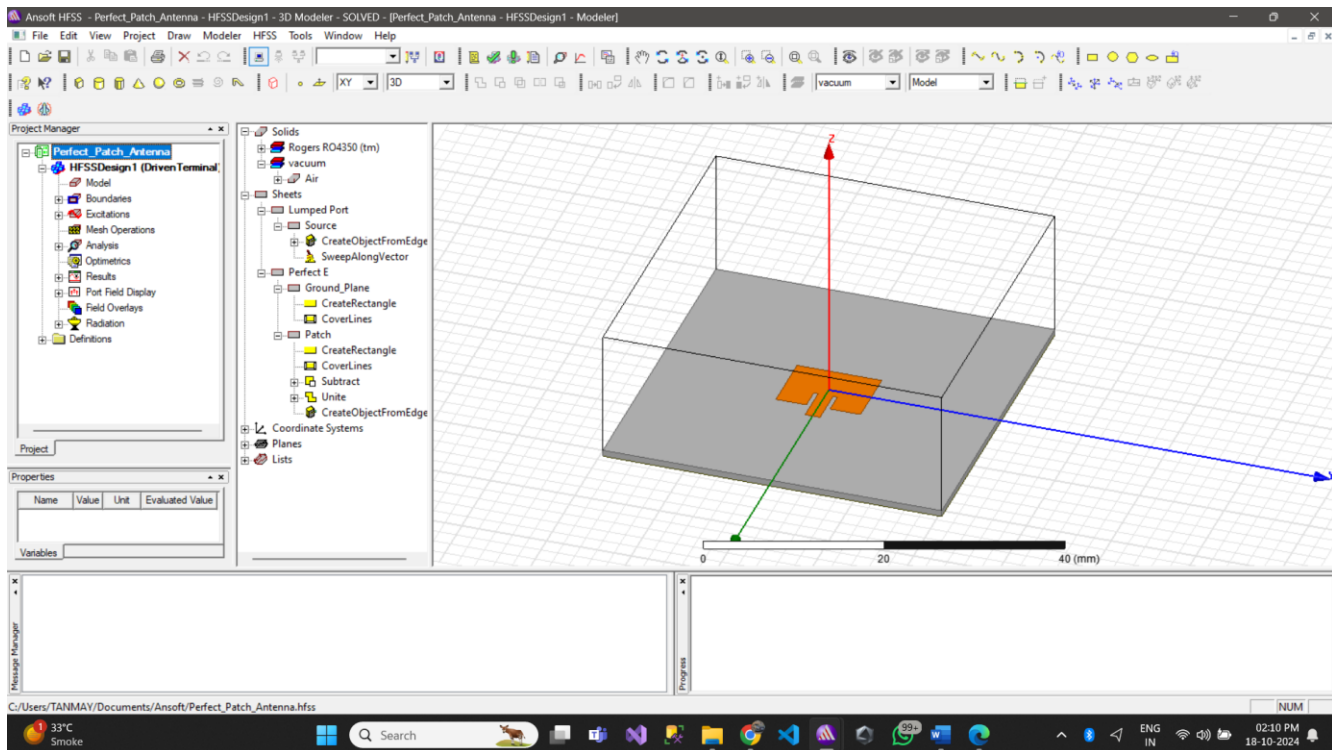 Ansoft HFSS - Perfect_Patch_Antenna - HFSSDesign1 - 3D Modeler - SOLVED - [Perfect_Patch_Antenna - HFSSDesign1 - Modeler]
File Edit View Project Draw Modeler HFSS Tools Window Help
XY 3D vacuum Model
Project Manager
Perfect_Patch_Antenna
HFSSDesign1 (DrivenTerminal)
Model
Boundaries
Excitations
Mesh Operations
Analysis
Optimetrics
Results
Port Field Display
Field Overlays
Radiation
Definitions
Project
Properties
Name Value Unit Evaluated Value
Variables
Solids
Rogers RO4350 (tm)
vacuum
Air
Sheets
Lumped Port
Source
CreateObjectFromEdge
SweepAlongVector
Perfect E
Ground_Plane
CreateRectangle
CoverLines
Patch
CreateRectangle
CoverLines
Subtract
Unite
CreateObjectFromEdge
Coordinate Systems
Planes
Lists
Z
0 20 40 (mm)
Message Manager
Progress
C:/Users/TANMAY/Documents/Ansoft/Perfect_Patch_Antenna.hfss
NUM
1
33°C
Smoke
Search
99+
ENG
IN
02:10 PM
18-10-2024